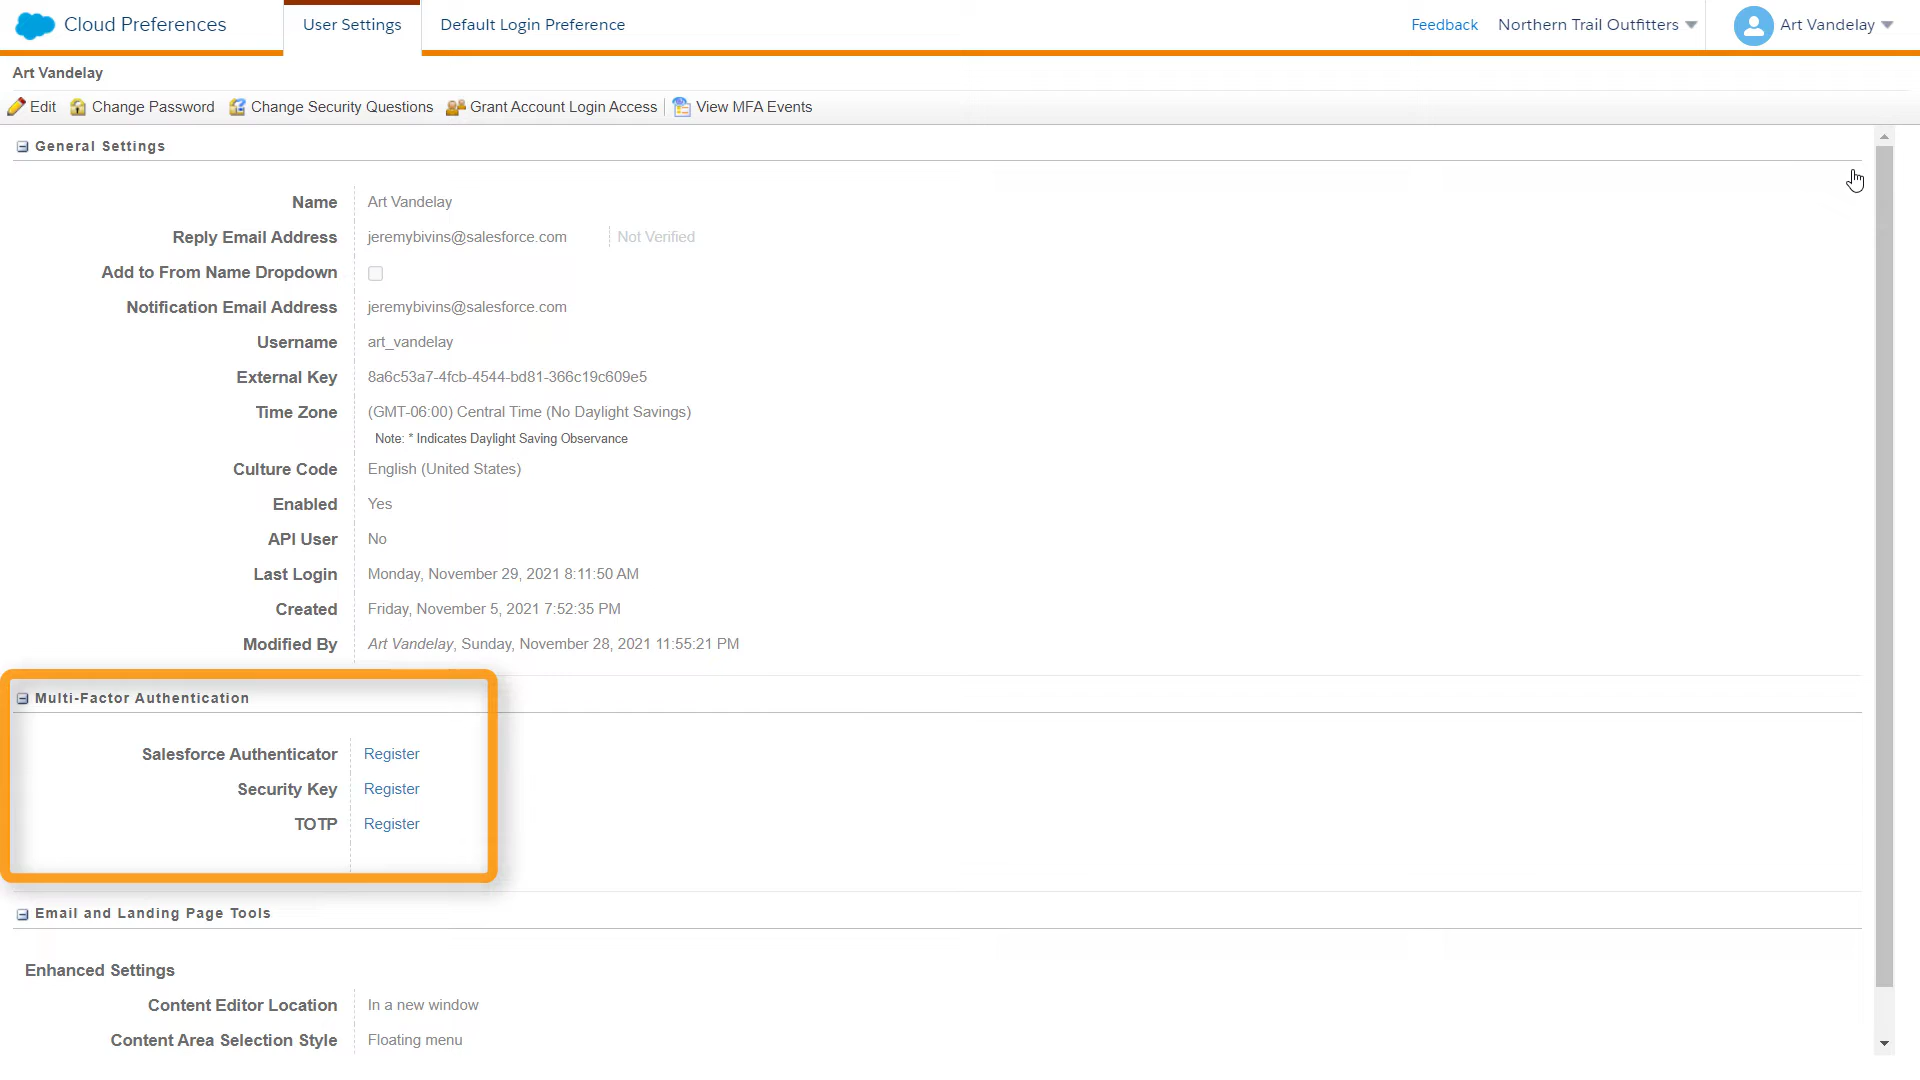 Cloud Preferences
User Settings
Default Login Preference
Feedback
Northern Trail Outfitters
Art Vandelay
Art Vandelay
Edit
Change Password
Change Security Questions
Grant Account Login Access
View MFA Events
General Settings
Name Art Vandelay
Reply Email Address jeremybivins@salesforce.com Not Verified
Add to From Name Dropdown
Notification Email Address jeremybivins@salesforce.com
Username art_vandelay
External Key 8a6c53a7-4fcb-4544-bd81-366c19c609e5
Time Zone (GMT-06:00) Central Time (No Daylight Savings)
Note: * Indicates Daylight Saving Observance
Culture Code English (United States)
Enabled Yes
API User No
Last Login Monday, November 29, 2021 8:11:50 AM
Created Friday, November 5, 2021 7:52:35 PM
Modified By Art Vandelay, Sunday, November 28, 2021 11:55:21 PM
Multi-Factor Authentication
Salesforce Authenticator Register
Security Key Register
TOTP Register
Email and Landing Page Tools
Enhanced Settings
Content Editor Location In a new window
Content Area Selection Style Floating menu